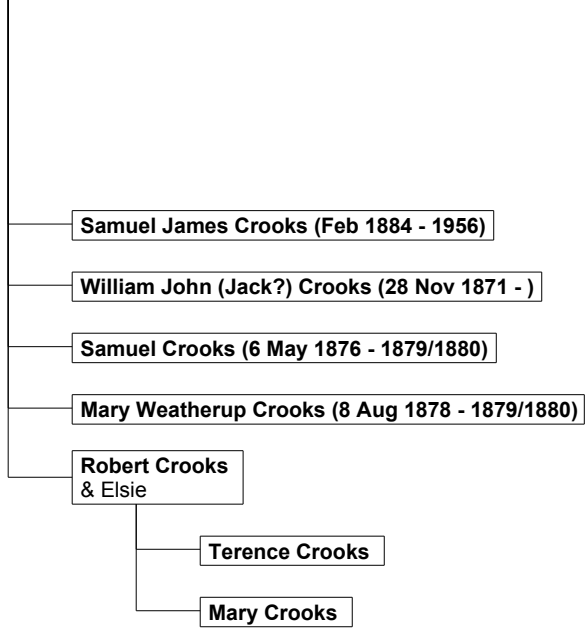 Samuel James Crooks (Feb 1884 - 1956)
William John (Jack?) Crooks (28 Nov 1871 - )
Samuel Crooks (6 May 1876 - 1879/1880)
Mary Weatherup Crooks (8 Aug 1878 - 1879/1880)
Robert Crooks
& Elsie
Terence Crooks
Mary Crooks